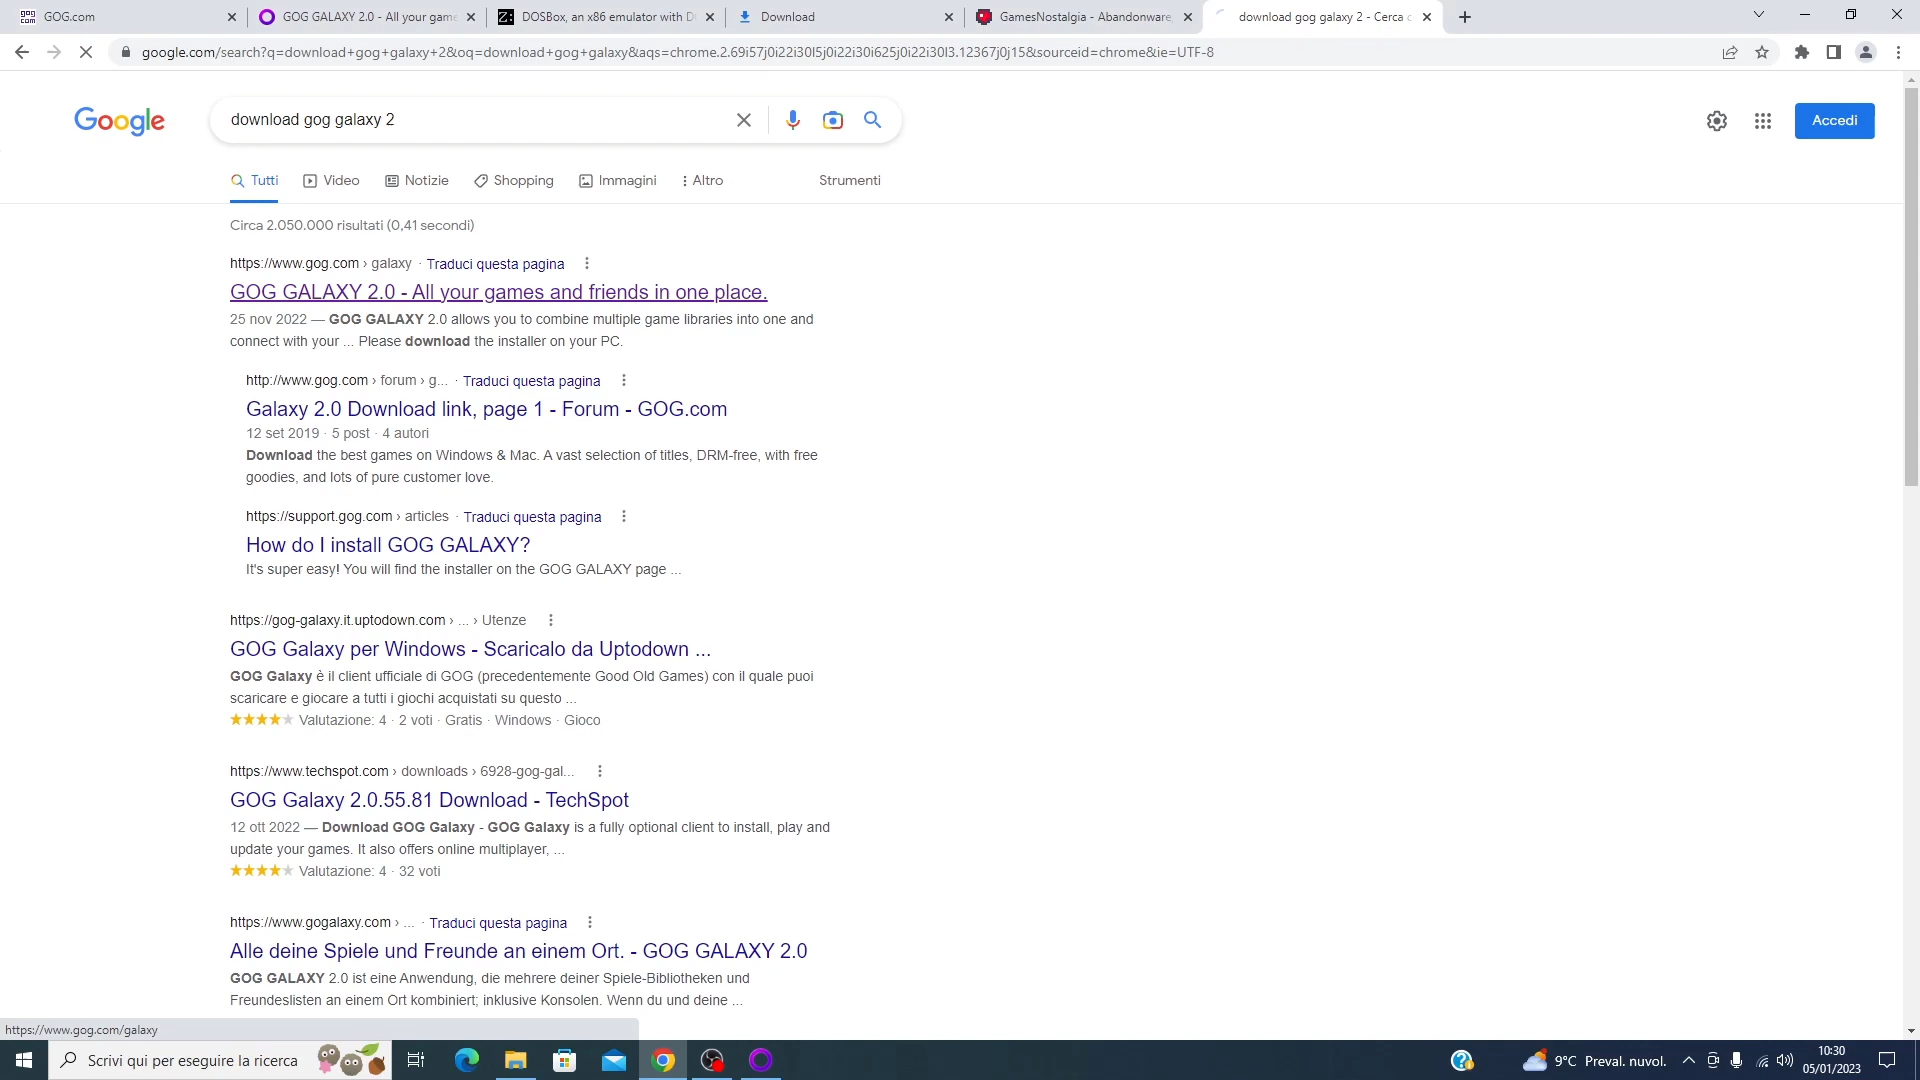 GOG.com
GOG GALAXY 2.0 - All your game
DOSBox, an x86 emulator with D
Download
GamesNostalgia - Abandonware
download gog galaxy 2 - Cerca c
google.com/search?q=download+gog+galaxy+2&oq=download+gog+galaxy&aqs=chrome.2.69i57j0i22i30l5j0i22i30i625j0i22i30l3.12367j0j15&sourceid=chrome&ie=UTF-8
Google
download gog galaxy 2
Accedi
Tutti
Video
Notizie
Shopping
Immagini
Altro
Strumenti
Circa 2.050.000 risultati (0,41 secondi)
https://www.gog.com › galaxy · Traduci questa pagina
GOG GALAXY 2.0 - All your games and friends in one place.
25 nov 2022 — GOG GALAXY 2.0 allows you to combine multiple game libraries into one and
connect with your ... Please download the installer on your PC.
http://www.gog.com › forum › g... · Traduci questa pagina
Galaxy 2.0 Download link, page 1 - Forum - GOG.com
12 set 2019 · 5 post · 4 autori
Download the best games on Windows & Mac. A vast selection of titles, DRM-free, with free
goodies, and lots of pure customer love.
https://support.gog.com › articles · Traduci questa pagina
How do I install GOG GALAXY?
It's super easy! You will find the installer on the GOG GALAXY page ...
https://gog-galaxy.it.uptodown.com › ... › Utenze
GOG Galaxy per Windows - Scaricalo da Uptodown ...
GOG Galaxy è il client ufficiale di GOG (precedentemente Good Old Games) con il quale puoi
scaricare e giocare a tutti i giochi acquistati su questo ...
Valutazione: 4 · 2 voti · Gratis · Windows · Gioco
https://www.techspot.com › downloads › 6928-gog-gal...
GOG Galaxy 2.0.55.81 Download - TechSpot
12 ott 2022 — Download GOG Galaxy - GOG Galaxy is a fully optional client to install, play and
update your games. It also offers online multiplayer, ...
Valutazione: 4 · 32 voti
https://www.gogalaxy.com › ... · Traduci questa pagina
Alle deine Spiele und Freunde an einem Ort. - GOG GALAXY 2.0
GOG GALAXY 2.0 ist eine Anwendung, die mehrere deiner Spiele-Bibliotheken und
Freundeslisten an einem Ort kombiniert; inklusive Konsolen. Wenn du und deine ...
https://www.gog.com/galaxy
Scrivi qui per eseguire la ricerca
9°C Preval. nuvol.
10:30
05/01/2023